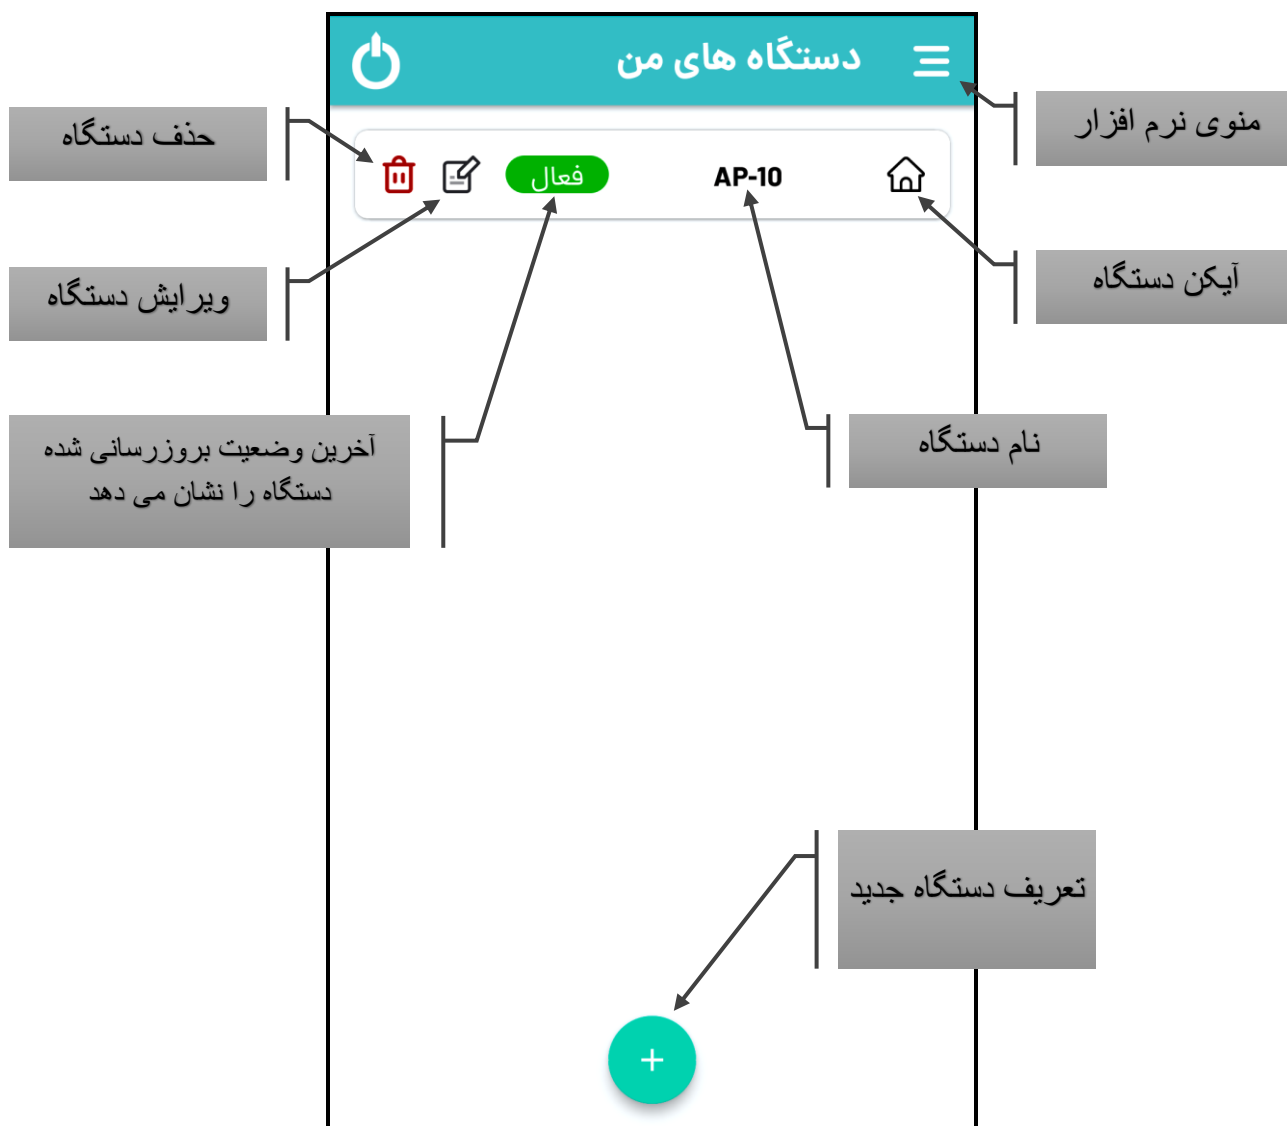 دستگاه های من
منوی نرم افزار
حذف دستگاه
فعال
AP-10
آیکن دستگاه
ویرایش دستگاه
نام دستگاه
آخرین وضعیت بروزرسانی شده
دستگاه را نشان می دهد
تعریف دستگاه جدید
+